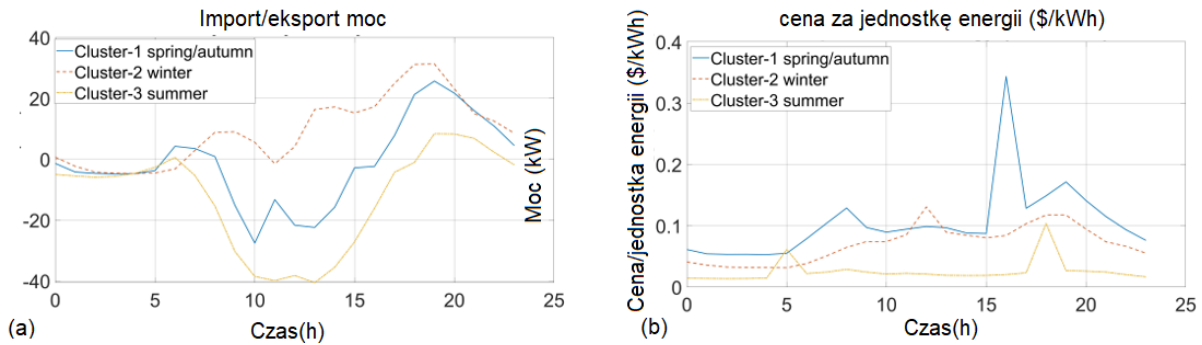 Import/eksport moc
40
20
0
-20
-40
Cluster-1 spring/autumn
Cluster-2 winter
Cluster-3 summer
0 5 10 15 20 25
Czas(h)
Moc (kW)
(a)
cena za jednostkę energii ($/kWh)
Cena/jednostka energii ($/kWh)
0.4
0.3
0.2
0.1
0
Cluster-1 spring/autumn
Cluster-2 winter
Cluster-3 summer
0 5 10 15 20 25
Czas(h)
(b)